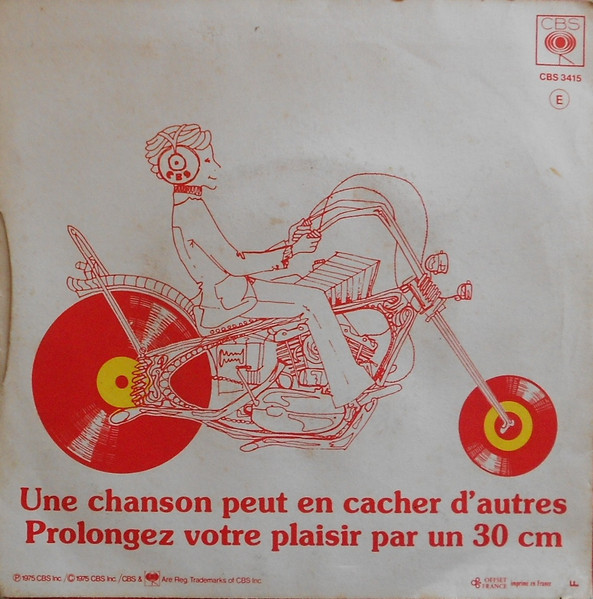 CBS
CBS 3415
E
CBS
Une chanson peut en cacher d'autres
Prolongez votre plaisir par un 30 cm
Ⓟ 1975 CBS Inc / © 1975 CBS Inc / CBS & Are Reg. Trademarks of CBS Inc
OFFSET
FRANCE
imprimé en France
F